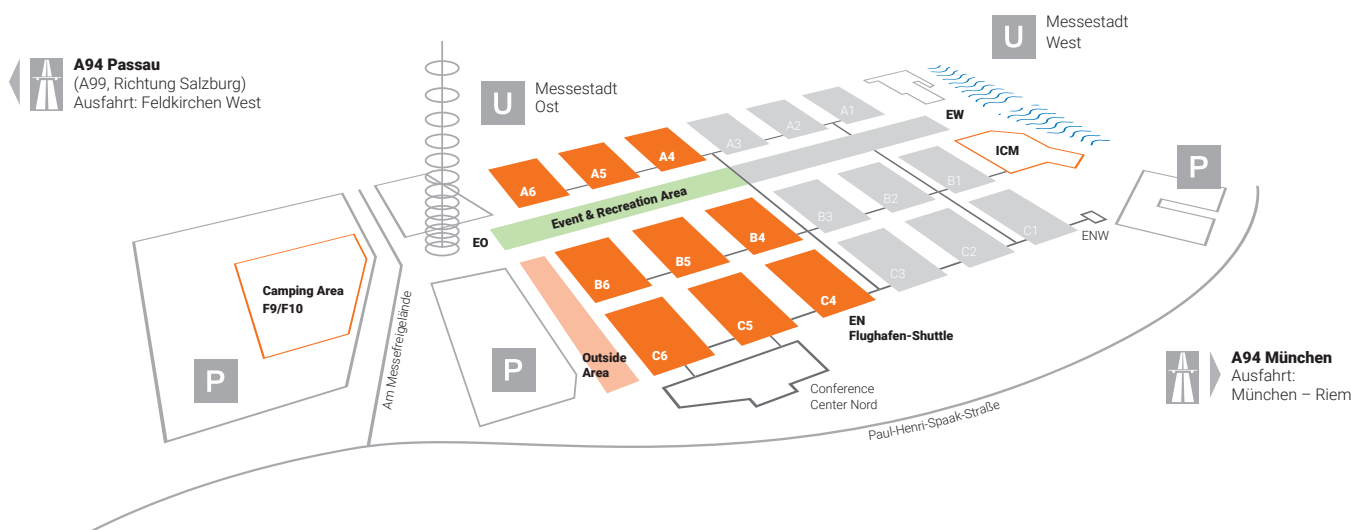 U
Messestadt
West
A94 Passau
(A99, Richtung Salzburg)
Ausfahrt: Feldkirchen West
U
Messestadt
Ost
A1
A2
A3
EW
A4
A5
A6
ICM
P
B1
B2
B3
B4
B5
B6
Event & Recreation Area
EO
C1
ENW
C2
C3
C4
C5
C6
Camping Area
F9/F10
EN
Flughafen-Shuttle
Am Messefreigelände
Outside
Area
P
P
Conference
Center Nord
A94 München
Ausfahrt:
München – Riem
Paul-Henri-Spaak-Straße